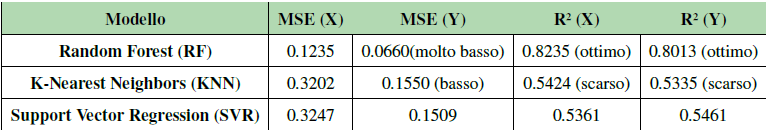 Modello MSE (X) MSE (Y) R² (X) R² (Y)
Random Forest (RF) 0.1235 0.0660(molto basso) 0.8235 (ottimo) 0.8013 (ottimo)
K-Nearest Neighbors (KNN) 0.3202 0.1550 (basso) 0.5424 (scarso) 0.5335 (scarso)
Support Vector Regression (SVR) 0.3247 0.1509 0.5361 0.5461